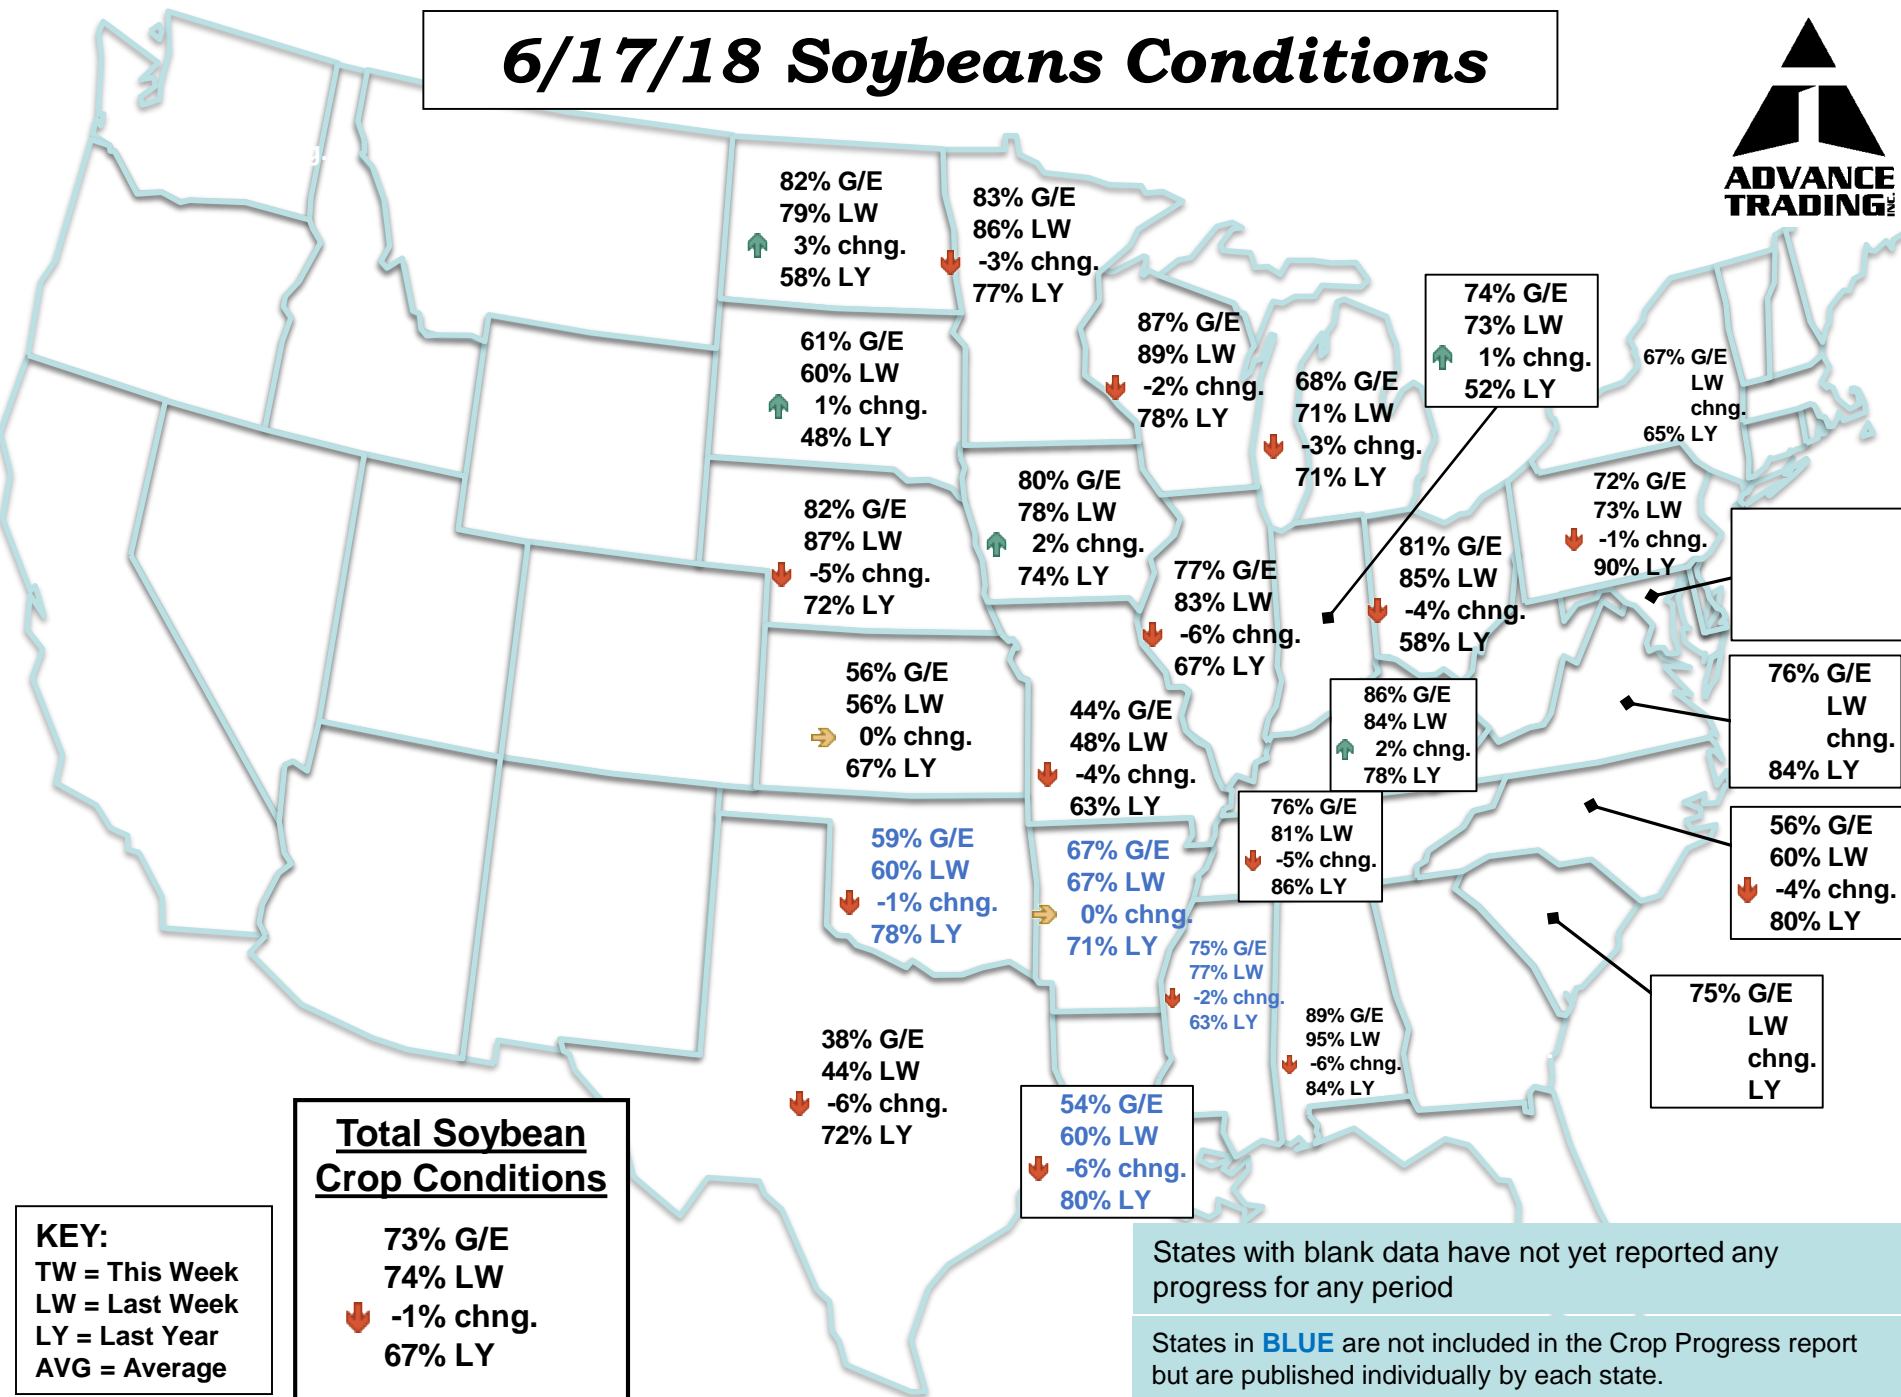 6/17/18 Soybeans Conditions
ADVANCE
TRADING INC.
g.
82% G/E
79% LW
3% chng.
58% LY
83% G/E
86% LW
-3% chng.
77% LY
61% G/E
60% LW
1% chng.
48% LY
87% G/E
89% LW
-2% chng.
78% LY
68% G/E
71% LW
-3% chng.
71% LY
74% G/E
73% LW
1% chng.
52% LY
67% G/E
LW
chng.
65% LY
82% G/E
87% LW
-5% chng.
72% LY
80% G/E
78% LW
2% chng.
74% LY
77% G/E
83% LW
-6% chng.
67% LY
81% G/E
85% LW
-4% chng.
58% LY
72% G/E
73% LW
-1% chng.
90% LY
56% G/E
56% LW
0% chng.
67% LY
44% G/E
48% LW
-4% chng.
63% LY
86% G/E
84% LW
2% chng.
78% LY
76% G/E
LW
chng.
84% LY
59% G/E
60% LW
-1% chng.
78% LY
67% G/E
67% LW
0% chng.
71% LY
76% G/E
81% LW
-5% chng.
86% LY
56% G/E
60% LW
-4% chng.
80% LY
75% G/E
77% LW
-2% chng.
63% LY
89% G/E
95% LW
-6% chng.
84% LY
75% G/E
LW
chng.
LY
38% G/E
44% LW
-6% chng.
72% LY
54% G/E
60% LW
-6% chng.
80% LY
Total Soybean
Crop Conditions
73% G/E
74% LW
-1% chng.
67% LY
KEY:
TW = This Week
LW = Last Week
LY = Last Year
AVG = Average
States with blank data have not yet reported any
progress for any period
States in BLUE are not included in the Crop Progress report
but are published individually by each state.